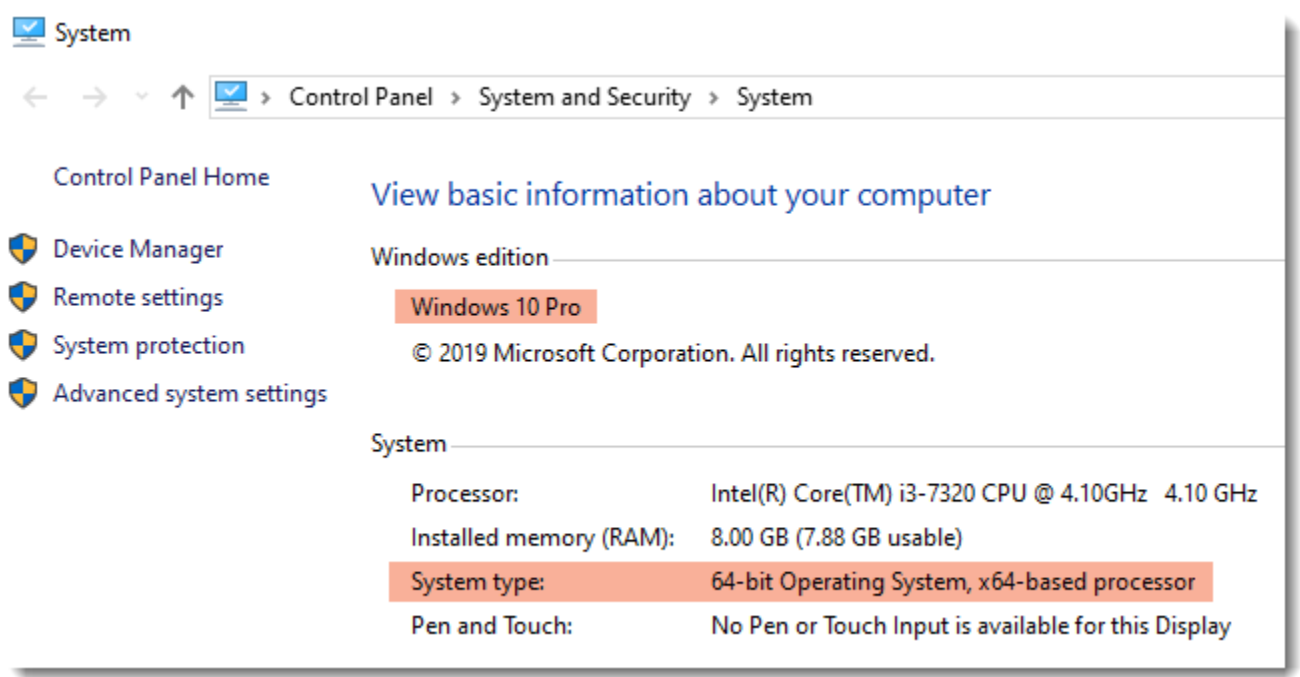 System
Control Panel > System and Security > System
Control Panel Home
Device Manager
Remote settings
System protection
Advanced system settings
View basic information about your computer
Windows edition
Windows 10 Pro
© 2019 Microsoft Corporation. All rights reserved.
System
Processor: Intel(R) Core(TM) i3-7320 CPU @ 4.10GHz 4.10 GHz
Installed memory (RAM): 8.00 GB (7.88 GB usable)
System type: 64-bit Operating System, x64-based processor
Pen and Touch: No Pen or Touch Input is available for this Display